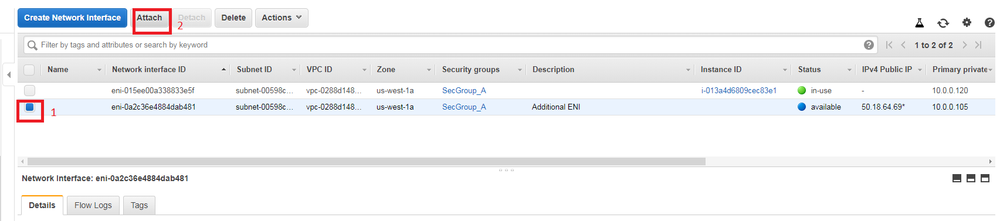 Create Network Interface Attach Detach Delete Actions
2
Filter by tags and attributes or search by keyword ? 1 to 2 of 2 ?
Name Network interface ID Subnet ID VPC ID Zone Security groups Description Instance ID Status IPv4 Public IP Primary private
eni-015ee00a338833e5f subnet-00598c... vpc-0288d148... us-west-1a SecGroup_A i-013a4d6809cec83e1 in-use - 10.0.0.120
1 eni-0a2c36e4884dab481 subnet-00598c... vpc-0288d148... us-west-1a SecGroup_A Additional ENI available 50.18.64.69* 10.0.0.105
Network Interface: eni-0a2c36e4884dab481
Details Flow Logs Tags